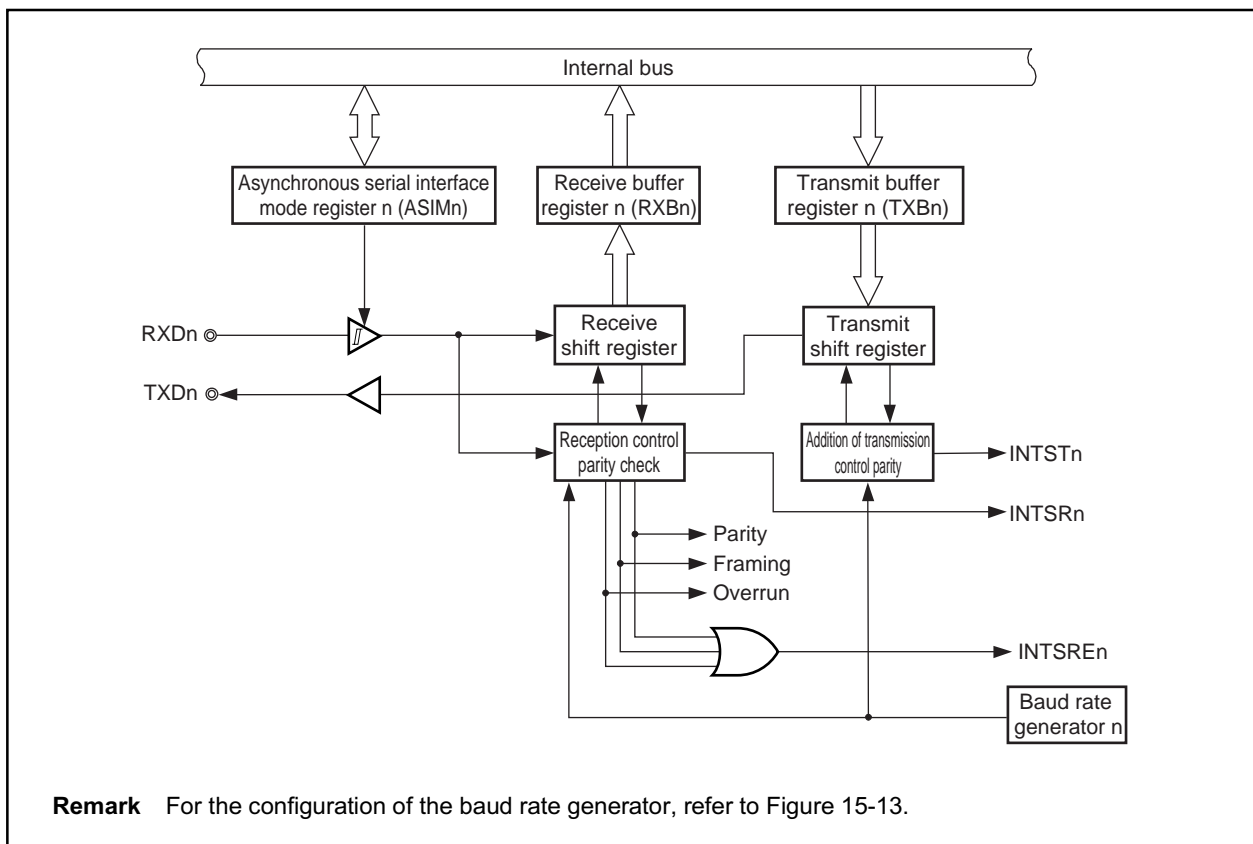 Internal bus
Asynchronous serial interface
mode register n (ASIMn)
Receive buffer
register n (RXBn)
Transmit buffer
register n (TXBn)
RXDn
Receive
shift register
Transmit
shift register
TXDn
Reception control
parity check
Addition of transmission
control parity
INTSTn
INTSRn
Parity
Framing
Overrun
INTSREn
Baud rate
generator n
Remark For the configuration of the baud rate generator, refer to Figure 15-13.